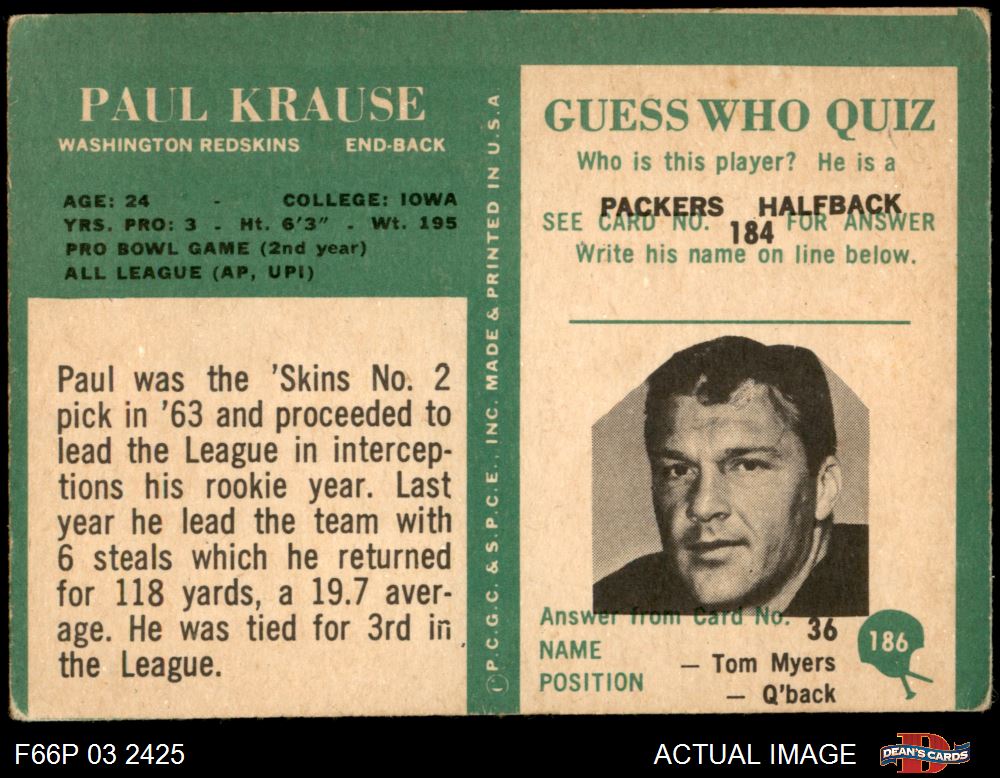 PAUL KRAUSE
WASHINGTON REDSKINS END-BACK
AGE: 24 - COLLEGE: IOWA
YRS. PRO: 3 - Ht. 6'3" - Wt. 195
PRO BOWL GAME (2nd year)
ALL LEAGUE (AP, UPI)
Paul was the 'Skins No. 2
pick in '63 and proceeded to
lead the League in intercep-
tions his rookie year. Last
year he lead the team with
6 steals which he returned
for 118 yards, a 19.7 aver-
age. He was tied for 3rd in
the League.
©P.C.G.C. & S.P.C.E., INC. MADE & PRINTED IN U.S.A
GUESS WHO QUIZ
Who is this player? He is a
PACKERS HALFBACK
SEE CARD NO. 184 FOR ANSWER
Write his name on line below.
Answer from Card No. 36
NAME — Tom Myers
POSITION — Q'back
186
F66P 03 2425
ACTUAL IMAGE
D
DEAN'S CARDS